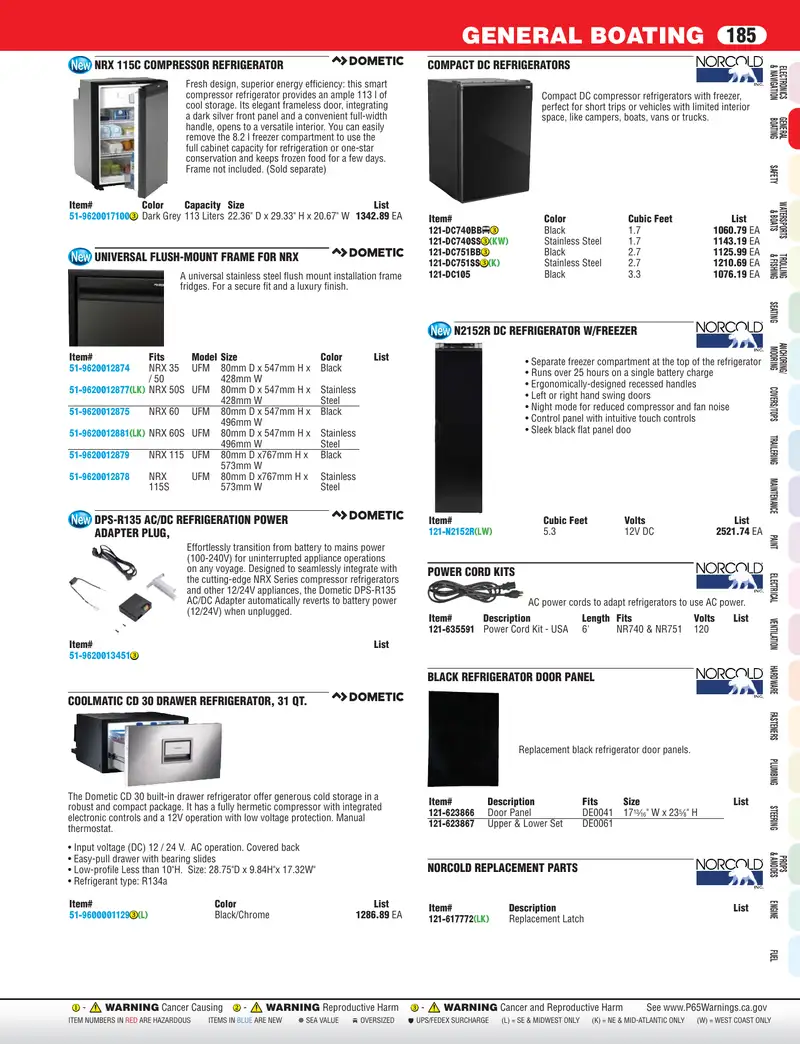 GENERAL BOATING 185
New NRX 115C COMPRESSOR REFRIGERATOR
DOMETIC
Fresh design, superior energy efficiency: this smart
compressor refrigerator provides an ample 113 l of
cool storage. Its elegant frameless door, integrating
a dark silver front panel and a convenient full-width
handle, opens to a versatile interior. You can easily
remove the 8.2 l freezer compartment to use the
full cabinet capacity for refrigeration or one-star
conservation and keeps frozen food for a few days.
Frame not included. (Sold separately)
Item# Color Capacity Size List
51-9620017100 3 Dark Grey 113 Liters 22.36" D x 29.33" H x 20.67" W 1342.89 EA
New UNIVERSAL FLUSH-MOUNT FRAME FOR NRX
DOMETIC
A universal stainless steel flush mount installation frame
fridges. For a secure fit and a luxury finish.
Item# Fits Model Size Color List
51-9620012874 NRX 35 UFM 80mm D x 547mm H x Black
/ 50 428mm W
51-9620012877(LK) NRX 50S UFM 80mm D x 547mm H x Stainless
428mm W Steel
51-9620012875 NRX 60 UFM 80mm D x 547mm H x Black
496mm W
51-9620012881(LK) NRX 60S UFM 80mm D x 547mm H x Stainless
496mm W Steel
51-9620012879 NRX 115 UFM 80mm D x767mm H x Black
573mm W
51-9620012878 NRX UFM 80mm D x767mm H x Stainless
115S 573mm W Steel
New DPS-R135 AC/DC REFRIGERATION POWER
ADAPTER PLUG,
DOMETIC
Effortlessly transition from battery to mains power
(100-240V) for uninterrupted appliance operations
on any voyage. Designed to seamlessly integrate with
the cutting-edge NRX Series compressor refrigerators
and other 12/24V appliances, the Dometic DPS-R135
AC/DC Adapter automatically reverts to battery power
(12/24V) when unplugged.
Item# List
51-9620013451 3
COOLMATIC CD 30 DRAWER REFRIGERATOR, 31 QT.
DOMETIC
The Dometic CD 30 built-in drawer refrigerator offer generous cold storage in a
robust and compact package. It has a fully hermetic compressor with integrated
electronic controls and a 12V operation with low voltage protection. Manual
thermostat.
• Input voltage (DC) 12 / 24 V. AC operation. Covered back
• Easy-pull drawer with bearing slides
• Low-profile Less than 10"H. Size: 28.75"D x 9.84H"x 17.32W"
• Refrigerant type: R134a
Item# Color List
51-9600001129 3 (L) Black/Chrome 1286.89 EA
COMPACT DC REFRIGERATORS
NORCOLD INC.
Compact DC compressor refrigerators with freezer,
perfect for short trips or vehicles with limited interior
space, like campers, boats, vans or trucks.
Item# Color Cubic Feet List
121-DC740BB 3 Black 1.7 1060.79 EA
121-DC740SS 3 (KW) Stainless Steel 1.7 1143.19 EA
121-DC751BB 3 Black 2.7 1125.99 EA
121-DC751SS 3 (K) Stainless Steel 2.7 1210.69 EA
121-DC105 Black 3.3 1076.19 EA
New N2152R DC REFRIGERATOR W/FREEZER
NORCOLD INC.
• Separate freezer compartment at the top of the refrigerator
• Runs over 25 hours on a single battery charge
• Ergonomically-designed recessed handles
• Left or right hand swing doors
• Night mode for reduced compressor and fan noise
• Control panel with intuitive touch controls
• Sleek black flat panel doo
Item# Cubic Feet Volts List
121-N2152R(LW) 5.3 12V DC 2521.74 EA
POWER CORD KITS
NORCOLD INC.
AC power cords to adapt refrigerators to use AC power.
Item# Description Length Fits Volts List
121-635591 Power Cord Kit - USA 6' NR740 & NR751 120
BLACK REFRIGERATOR DOOR PANEL
NORCOLD INC.
Replacement black refrigerator door panels.
Item# Description Fits Size List
121-623866 Door Panel DE0041
121-623867 Upper & Lower Set DE0061
NORCOLD REPLACEMENT PARTS
NORCOLD INC.
Item# Description List
121-617772(LK) Replacement Latch
ELECTRONICS
& NAVIGATION
GENERAL
BOATING
SAFETY
WATERSPORTS
& BOATS
TROLLING
& FISHING
SEATING
ANCHORING/
MOORING
COVERS/TOPS
TRAILERING
MAINTENANCE
PAINT
ELECTRICAL
VENTILATION
HARDWARE
FASTENERS
PLUMBING
STEERING
PROPS
& ANODES
ENGINE
FUEL
1 - WARNING Cancer Causing 2 - WARNING Reproductive Harm 3 - WARNING Cancer and Reproductive Harm See www.P65Warnings.ca.gov
ITEM NUMBERS IN RED ARE HAZARDOUS ITEMS IN BLUE ARE NEW SEA VALUE OVERSIZED UPS/FEDEX SURCHARGE (L) = SE & MIDWEST ONLY (K) = NE & MID-ATLANTIC ONLY (W) = WEST COAST ONLY